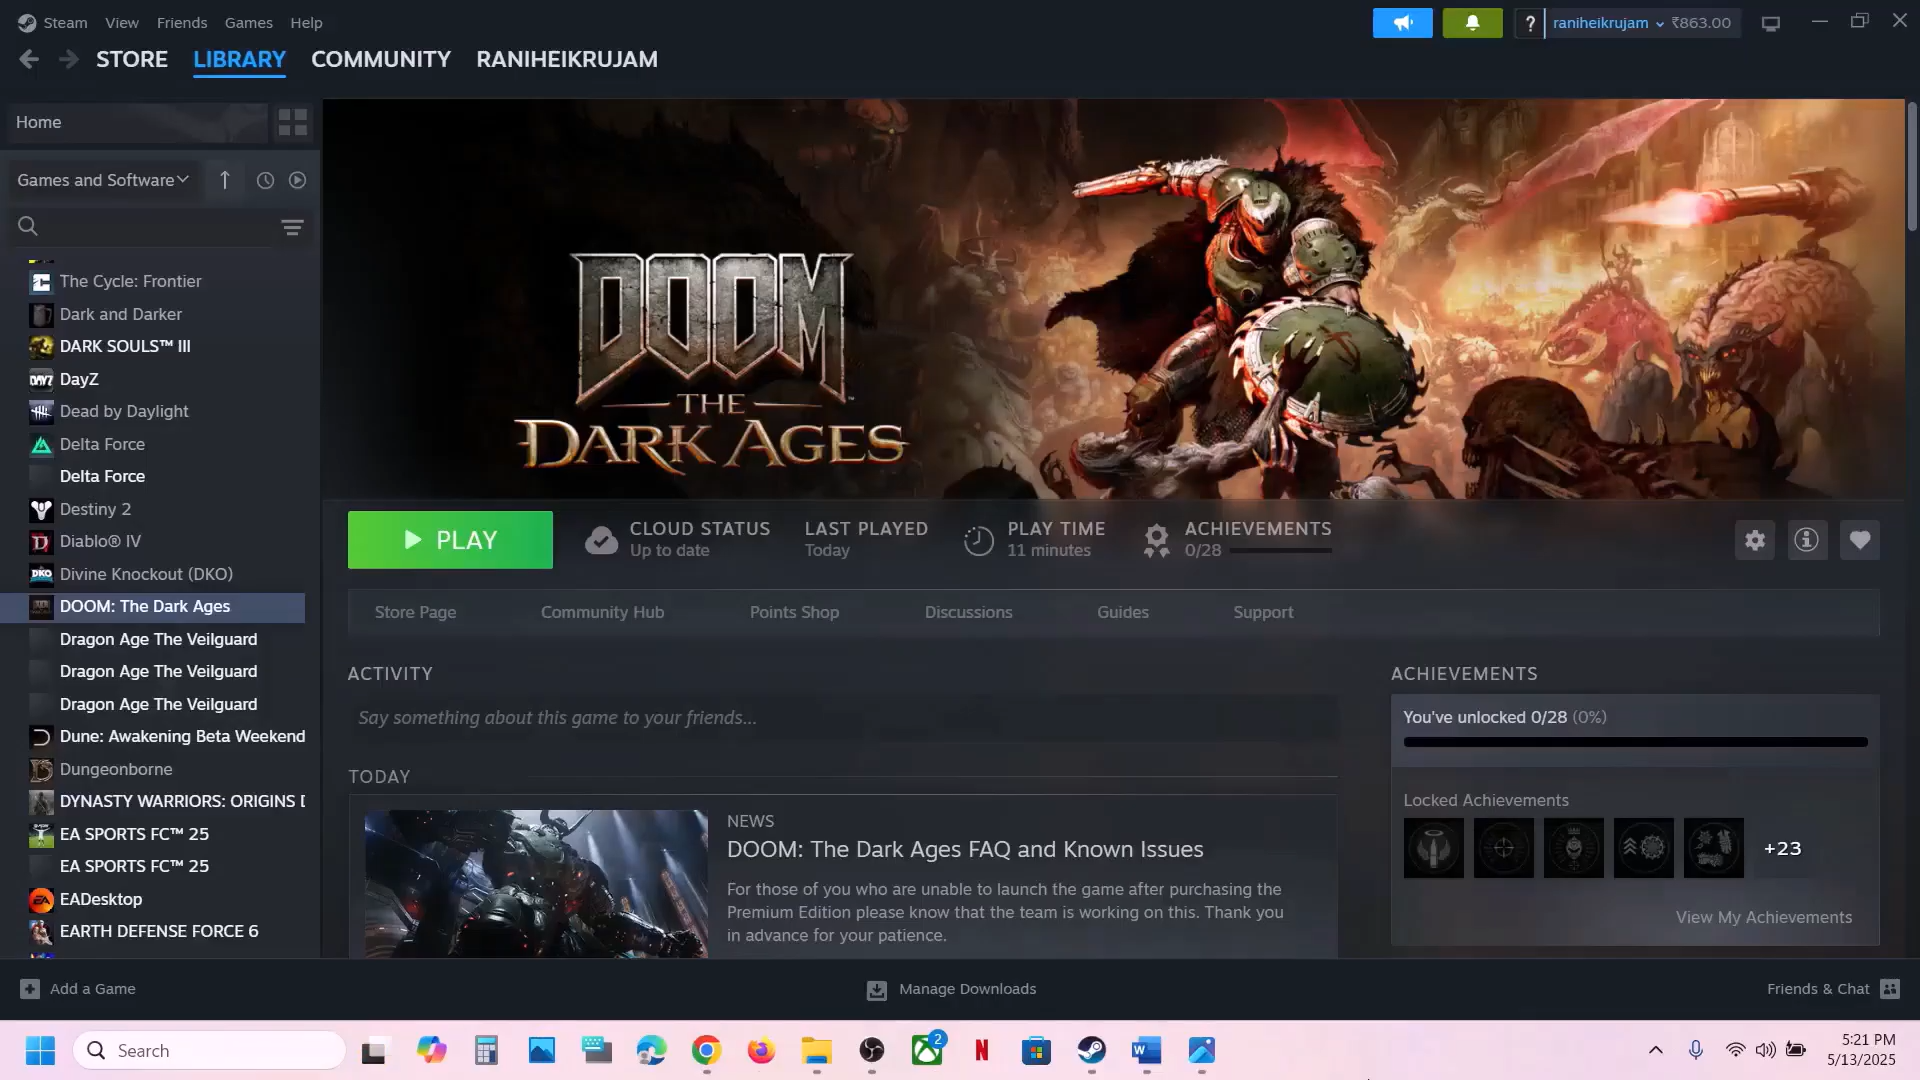 Steam View Friends Games Help
? raniheikrujam ₹863.00
STORE LIBRARY COMMUNITY RANIHEIKRUJAM
Home
Games and Software
The Cycle: Frontier
Dark and Darker
DARK SOULS™ III
DayZ
Dead by Daylight
Delta Force
Delta Force
Destiny 2
Diablo® IV
Divine Knockout (DKO)
DOOM: The Dark Ages
Dragon Age The Veilguard
Dragon Age The Veilguard
Dragon Age The Veilguard
Dune: Awakening Beta Weekend
Dungeonborne
DYNASTY WARRIORS: ORIGINS
EA SPORTS FC™ 25
EA SPORTS FC™ 25
EADesktop
EARTH DEFENSE FORCE 6
DOOM
THE
DARK AGES
PLAY
CLOUD STATUS
Up to date
LAST PLAYED
Today
PLAY TIME
11 minutes
ACHIEVEMENTS
0/28
Store Page Community Hub Points Shop Discussions Guides Support
ACTIVITY
Say something about this game to your friends...
TODAY
NEWS
DOOM: The Dark Ages FAQ and Known Issues
For those of you who are unable to launch the game after purchasing the
Premium Edition please know that the team is working on this. Thank you
in advance for your patience.
ACHIEVEMENTS
You've unlocked 0/28 (0%)
Locked Achievements
+23
View My Achievements
Add a Game
Manage Downloads
Friends & Chat
Search
2
5:21 PM
5/13/2025